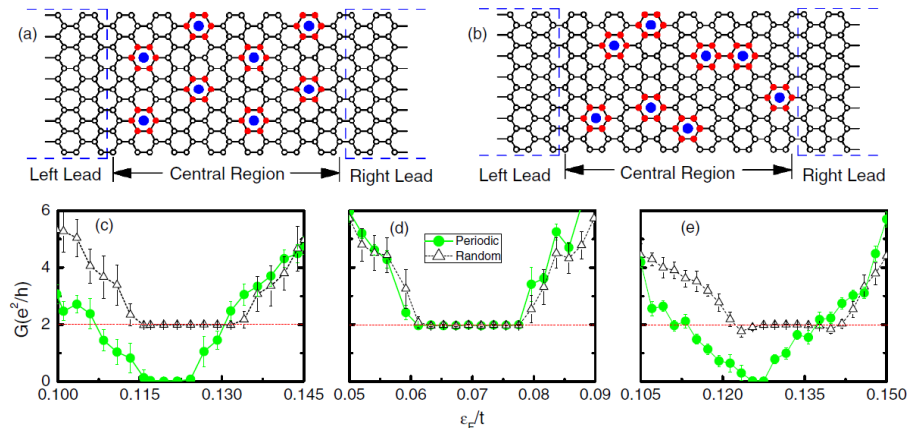 (a)
(b)
Left Lead
Central Region
Right Lead
Left Lead
Central Region
Right Lead
(c)
(d)
(e)
Periodic
Random
G(e²/h)
6
4
2
0
0.100
0.115
0.130
0.145
0.05
0.06
0.07
0.08
0.09
0.105
0.120
0.135
0.150
ε_F/t